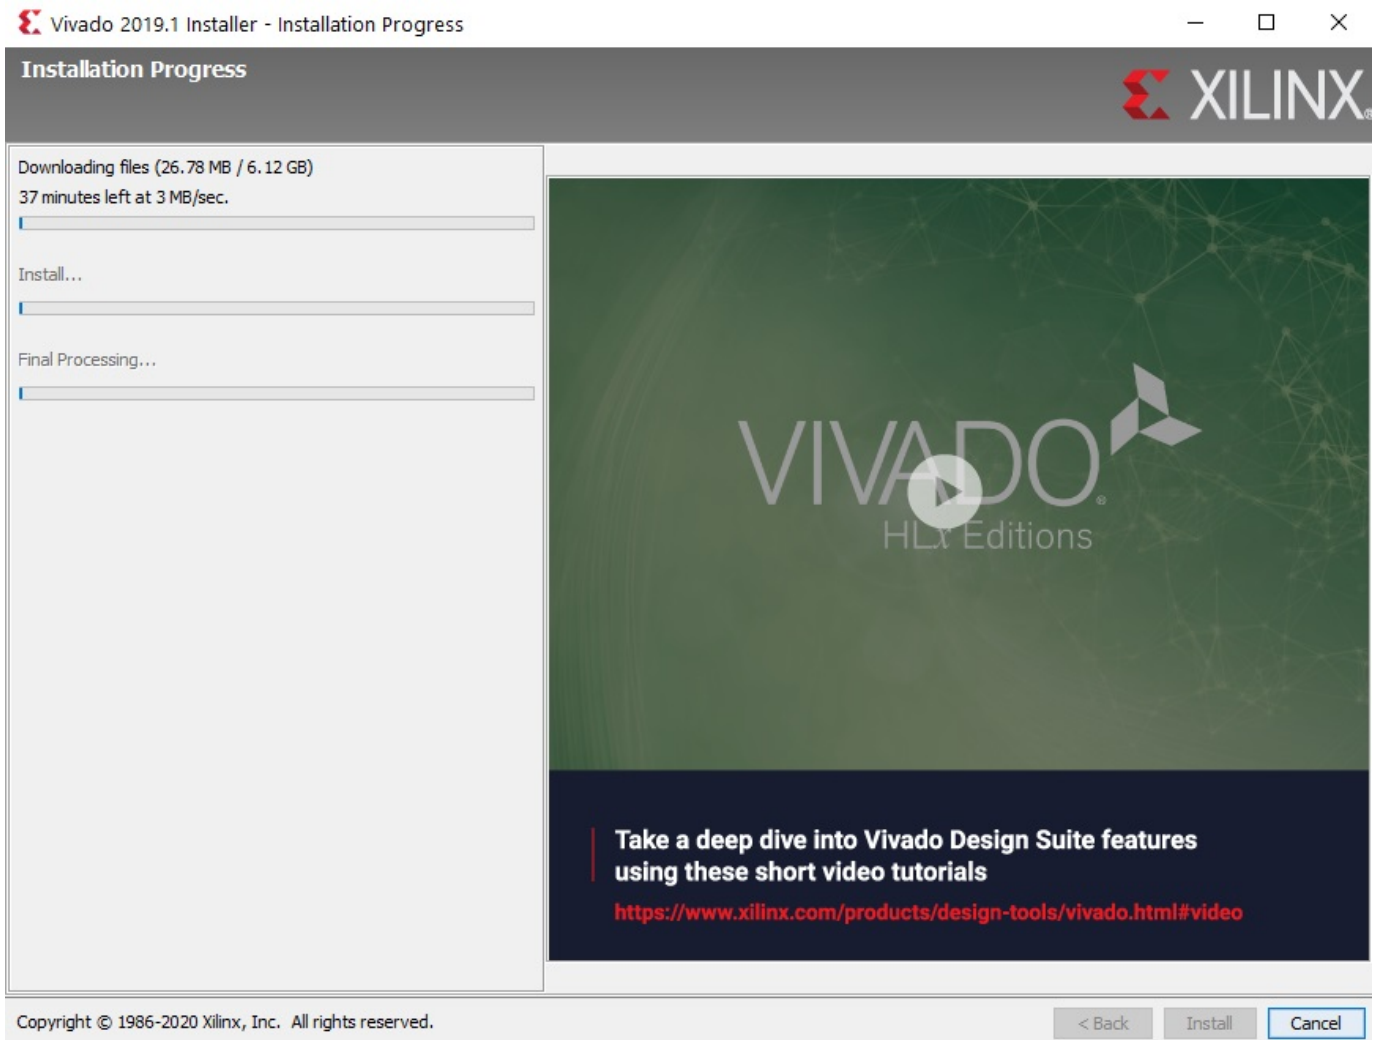 Vivado 2019.1 Installer - Installation Progress
Installation Progress
XILINX®
Downloading files (26.78 MB / 6.12 GB)
37 minutes left at 3 MB/sec.
Install...
Final Processing...
VIVADO®
HLx Editions
Take a deep dive into Vivado Design Suite features
using these short video tutorials
https://www.xilinx.com/products/design-tools/vivado.html#video
Copyright © 1986-2020 Xilinx, Inc.  All rights reserved.
< Back
Install
Cancel